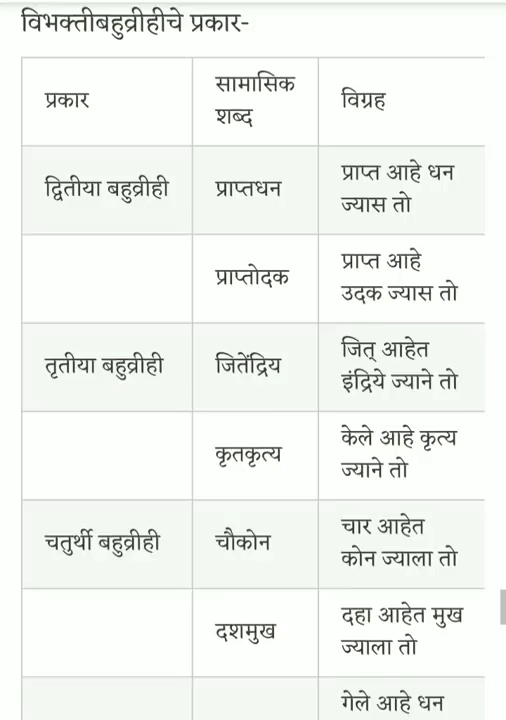 विभक्तीबहुव्रीहीचे प्रकार-
प्रकार
सामासिक
शब्द
विग्रह
द्वितीया बहुव्रीही
प्राप्तधन
प्राप्त आहे धन
ज्यास तो
प्राप्तोदक
प्राप्त आहे
उदक ज्यास तो
तृतीया बहुव्रीही
जितेंद्रिय
जित् आहेत
इंद्रिये ज्याने तो
कृतकृत्य
केले आहे कृत्य
ज्याने तो
चतुर्थी बहुव्रीही
चौकोन
चार आहेत
कोन ज्याला तो
दशमुख
दहा आहेत मुख
ज्याला तो
गेले आहे धन